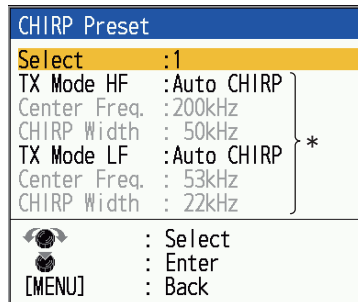 CHIRP Preset
Select :1
TX Mode HF :Auto CHIRP
Center Freq. :200kHz
CHIRP Width : 50kHz
TX Mode LF :Auto CHIRP
Center Freq. : 53kHz
CHIRP Width : 22kHz
*
: Select
: Enter
[MENU] : Back